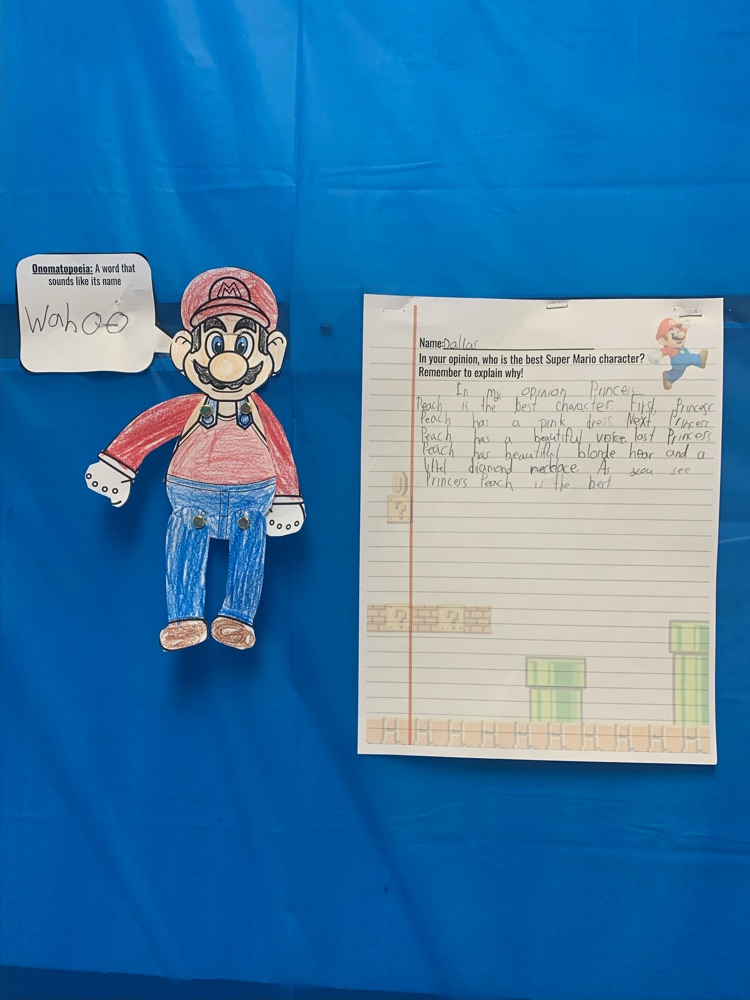 Onomatopoeia: A word that
sounds like its name
Wahoo
M
Name: Dallas
In your opinion, who is the best Super Mario character?
Remember to explain why!
In my opinion Princess
Peach is the best character. First, Princess
Peach has a pink dress Next Princess
Peach has a beautiful voice last Princess
Peach has beautiful blonde hear and a
diamond necklace As you see
Princess Peach is the best
?
? ?